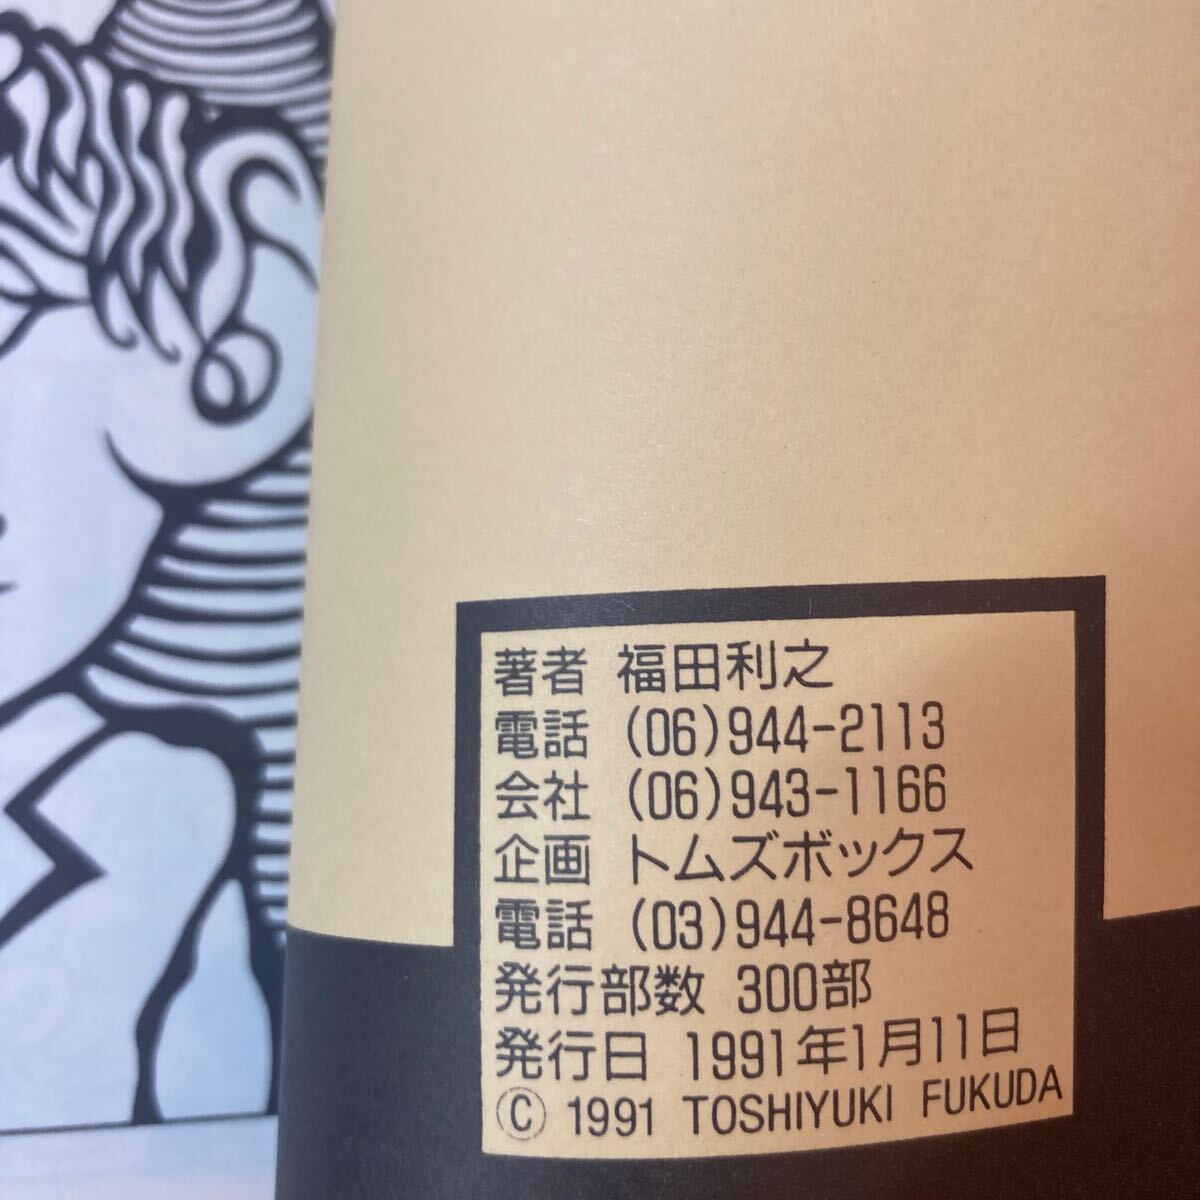 著者 福田利之
電話 (06)944-2113
会社 (06)943-1166
企画 トムズボックス
電話 (03)944-8648
発行部数 300部
発行日 1991年1月11日
© 1991 TOSHIYUKI FUKUDA